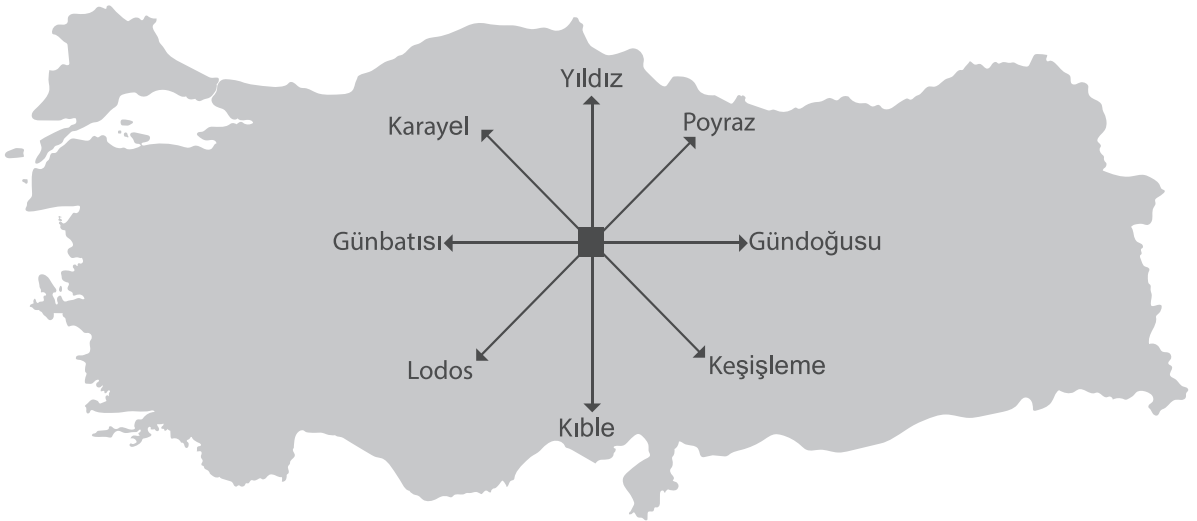 Yıldız
Karayel
Poyraz
Günbatısı
Gündoğusu
Lodos
Keşişleme
Kıble